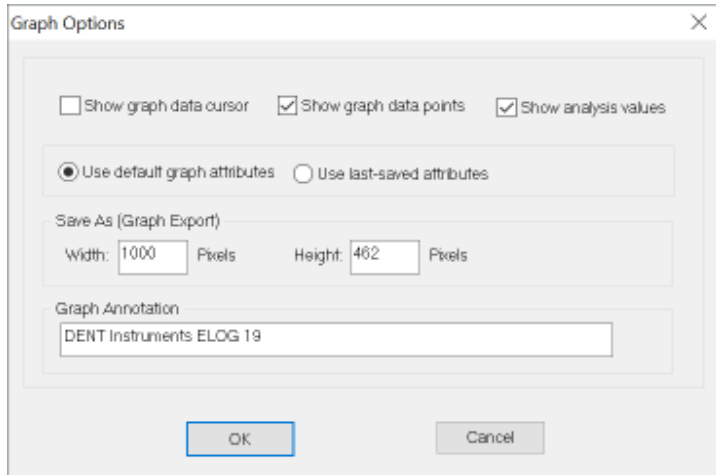 Graph Options
Show graph data cursor Show graph data points Show analysis values
Use default graph attributes Use last-saved attributes
Save As (Graph Export)
Width: 1000 Pixels Height: 462 Pixels
Graph Annotation
DENT Instruments ELOG 19
OK Cancel